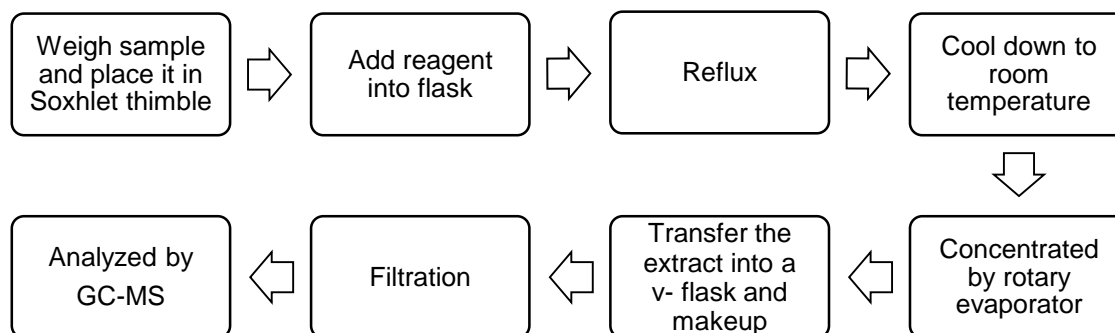 Weigh sample
and place it in
Soxhlet thimble
Add reagent
into flask
Reflux
Cool down to
room
temperature
Concentrated
by rotary
evaporator
Transfer the
extract into a
v- flask and
makeup
Filtration
Analyzed by
GC-MS